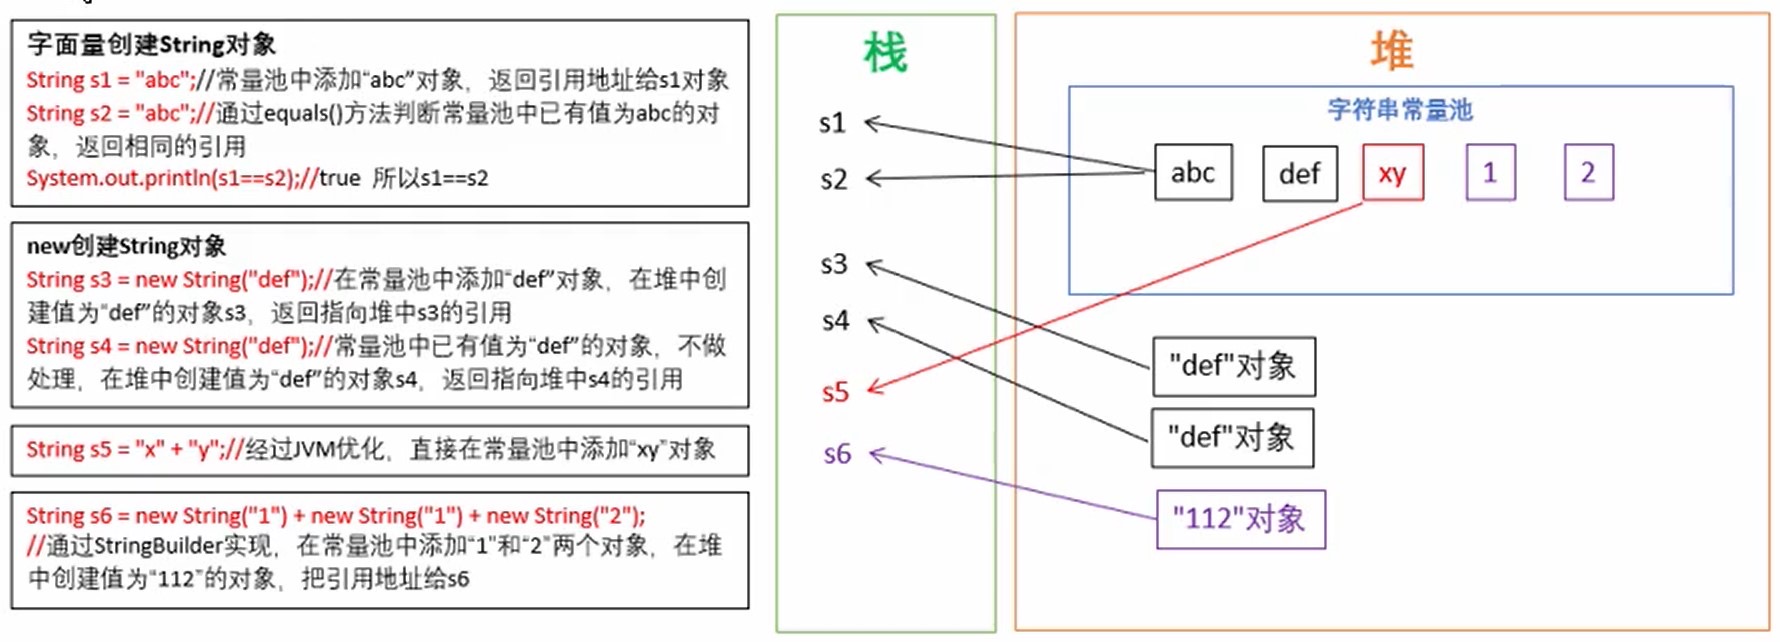 字面量创建String对象
String s1 = "abc";//常量池中添加“abc”对象，返回引用地址给s1对象
String s2 = "abc";//通过equals()方法判断常量池中已有值为abc的对
象，返回相同的引用
System.out.println(s1==s2);//true 所以s1==s2
new创建String对象
String s3 = new String("def");//在常量池中添加“def”对象，在堆中创
建值为“def”的对象s3，返回指向堆中s3的引用
String s4 = new String("def");//常量池中已有值为“def”的对象，不做
处理，在堆中创建值为“def”的对象s4，返回指向堆中s4的引用
String s5 = "x" + "y";//经过JVM优化，直接在常量池中添加“xy”对象
String s6 = new String("1") + new String("1") + new String("2");
//通过StringBuilder实现，在常量池中添加“1”和“2”两个对象，在堆
中创建值为“112”的对象，把引用地址给s6
栈
s1
s2
s3
s4
s5
s6
堆
字符串常量池
abc
def
xy
1
2
"def"对象
"def"对象
"112"对象